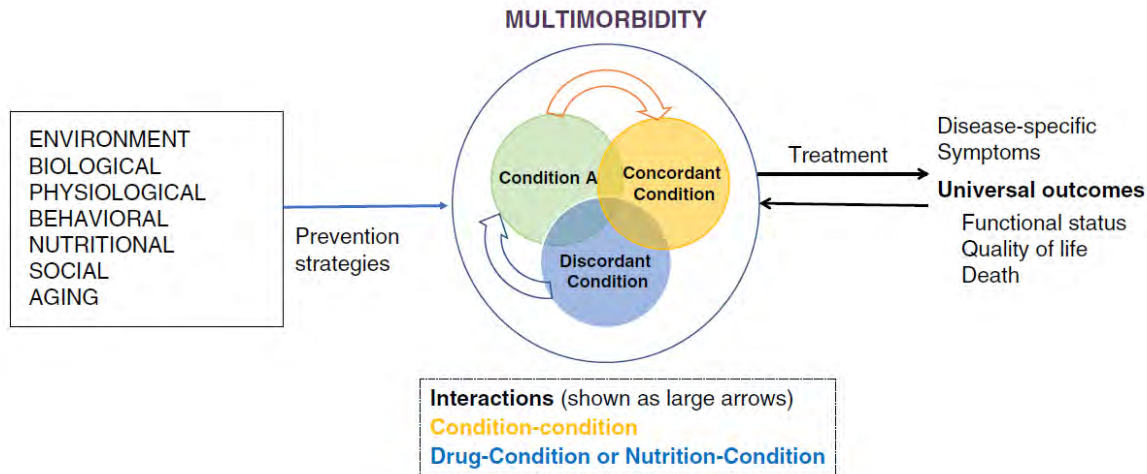 MULTIMORBIDITY
ENVIRONMENT
BIOLOGICAL
PHYSIOLOGICAL
BEHAVIORAL
NUTRITIONAL
SOCIAL
AGING
Prevention
strategies
Condition A
Concordant
Condition
Discordant
Condition
Treatment
Disease-specific
Symptoms
Universal outcomes
Functional status
Quality of life
Death
Interactions (shown as large arrows)
Condition-condition
Drug-Condition or Nutrition-Condition